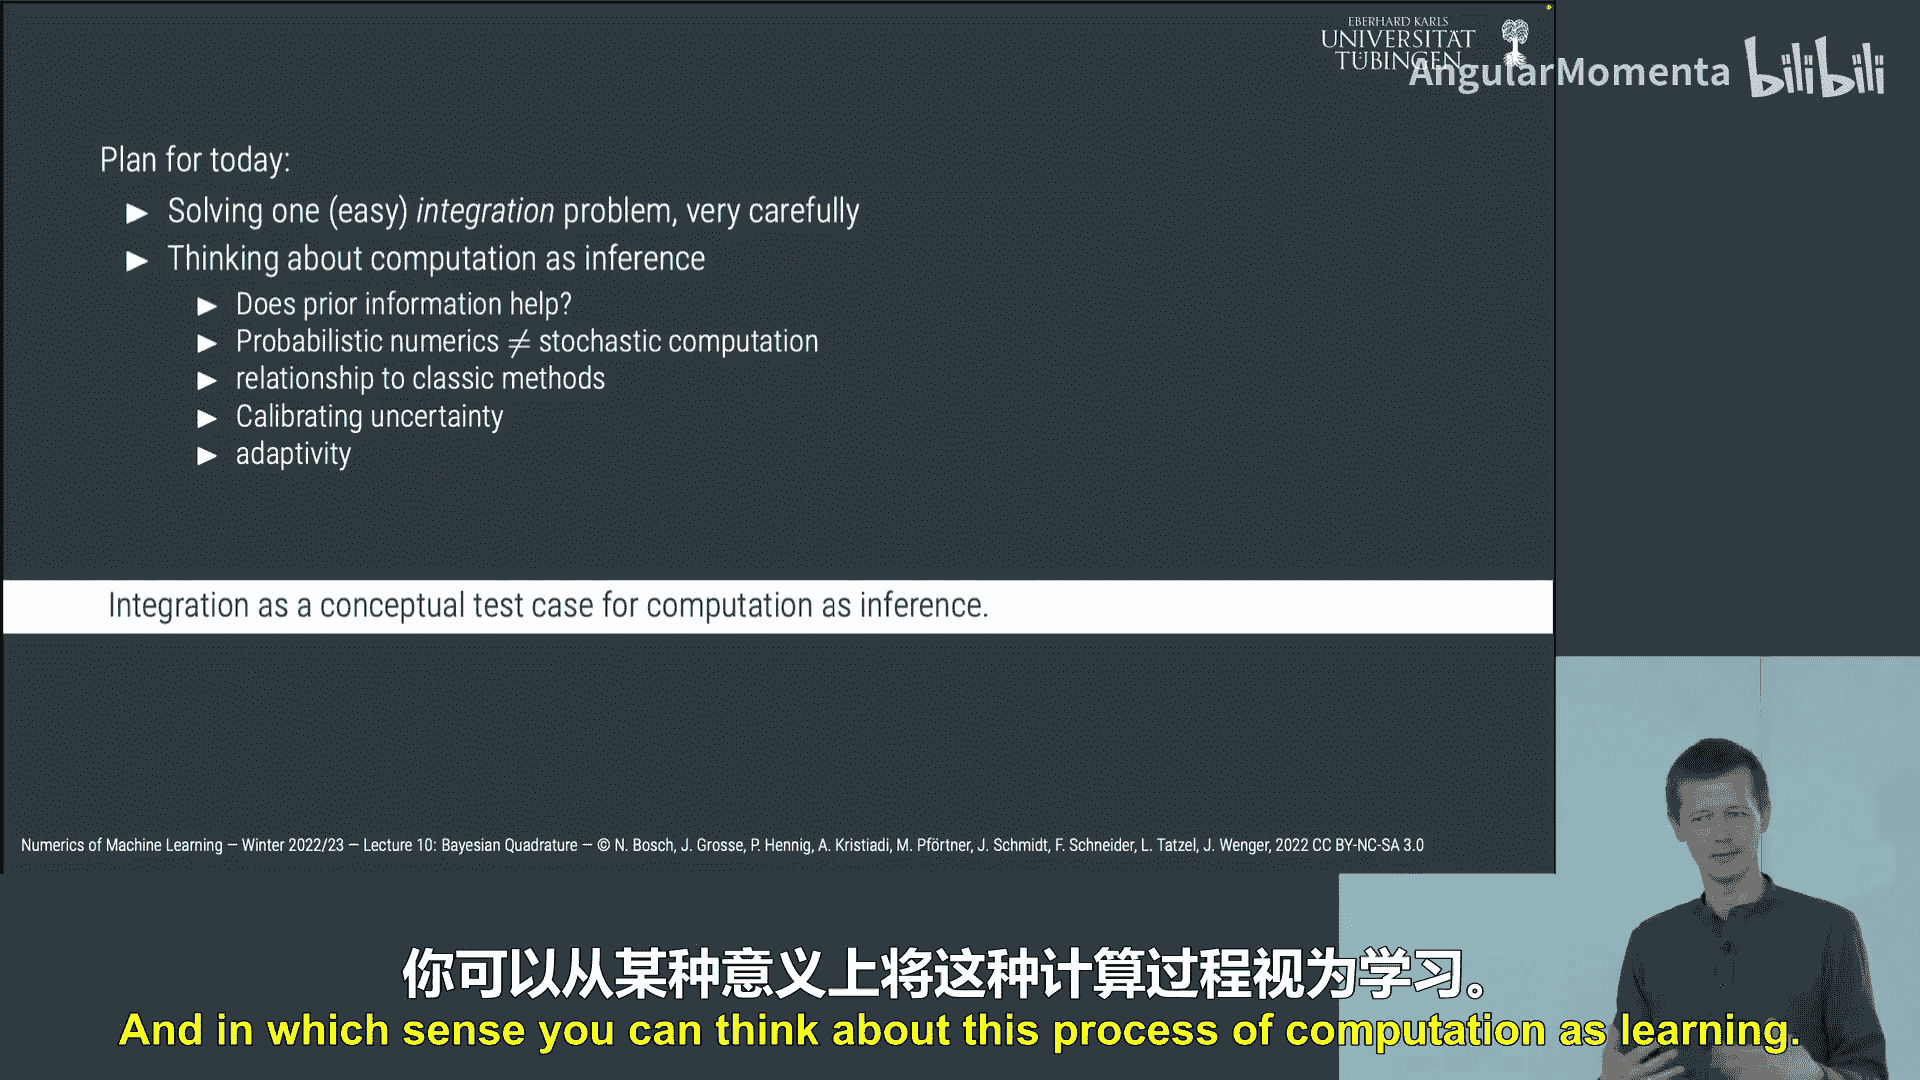 EBERHARD KARLS
UNIVERSITÄT
TÜBINGEN
AngularMomenta bilibili
Plan for today:
▶ Solving one (easy) integration problem, very carefully
▶ Thinking about computation as inference
▶ Does prior information help?
▶ Probabilistic numerics ≠ stochastic computation
▶ relationship to classic methods
▶ Calibrating uncertainty
▶ adaptivity
Integration as a conceptual test case for computation as inference.
Numerics of Machine Learning — Winter 2022/23 — Lecture 10: Bayesian Quadrature — © N. Bosch, J. Grosse, P. Hennig, A. Kristiadi, M. Pförtner, J. Schmidt, F. Schneider, L. Tatzel, J. Wenger, 2022 CC BY-NC-SA 3.0
你可以从某种意义上将这种计算过程视为学习。
And in which sense you can think about this process of computation as learning.